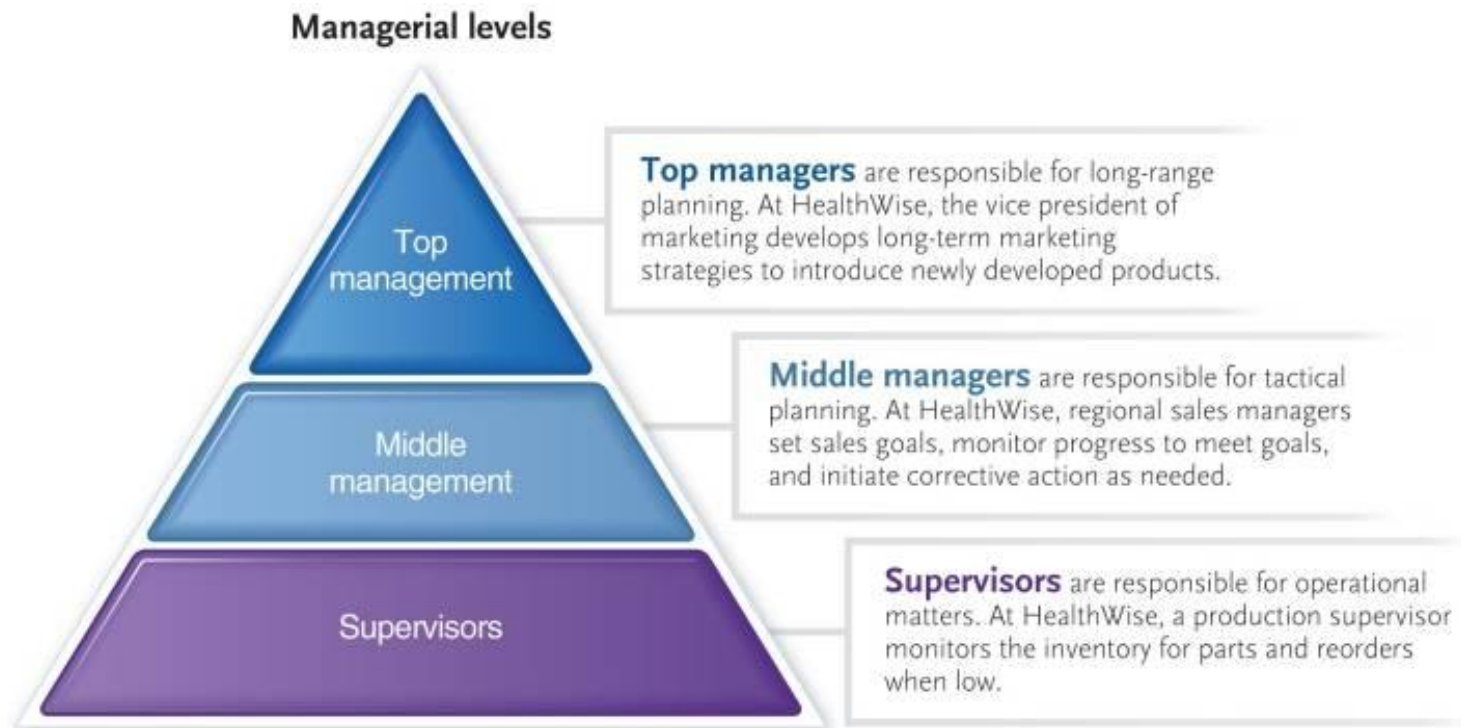 Managerial levels
Top
management
Top managers are responsible for long-range
planning. At HealthWise, the vice president of
marketing develops long-term marketing
strategies to introduce newly developed products.
Middle
management
Middle managers are responsible for tactical
planning. At HealthWise, regional sales managers
set sales goals, monitor progress to meet goals,
and initiate corrective action as needed.
Supervisors
Supervisors are responsible for operational
matters. At HealthWise, a production supervisor
monitors the inventory for parts and reorders
when low.